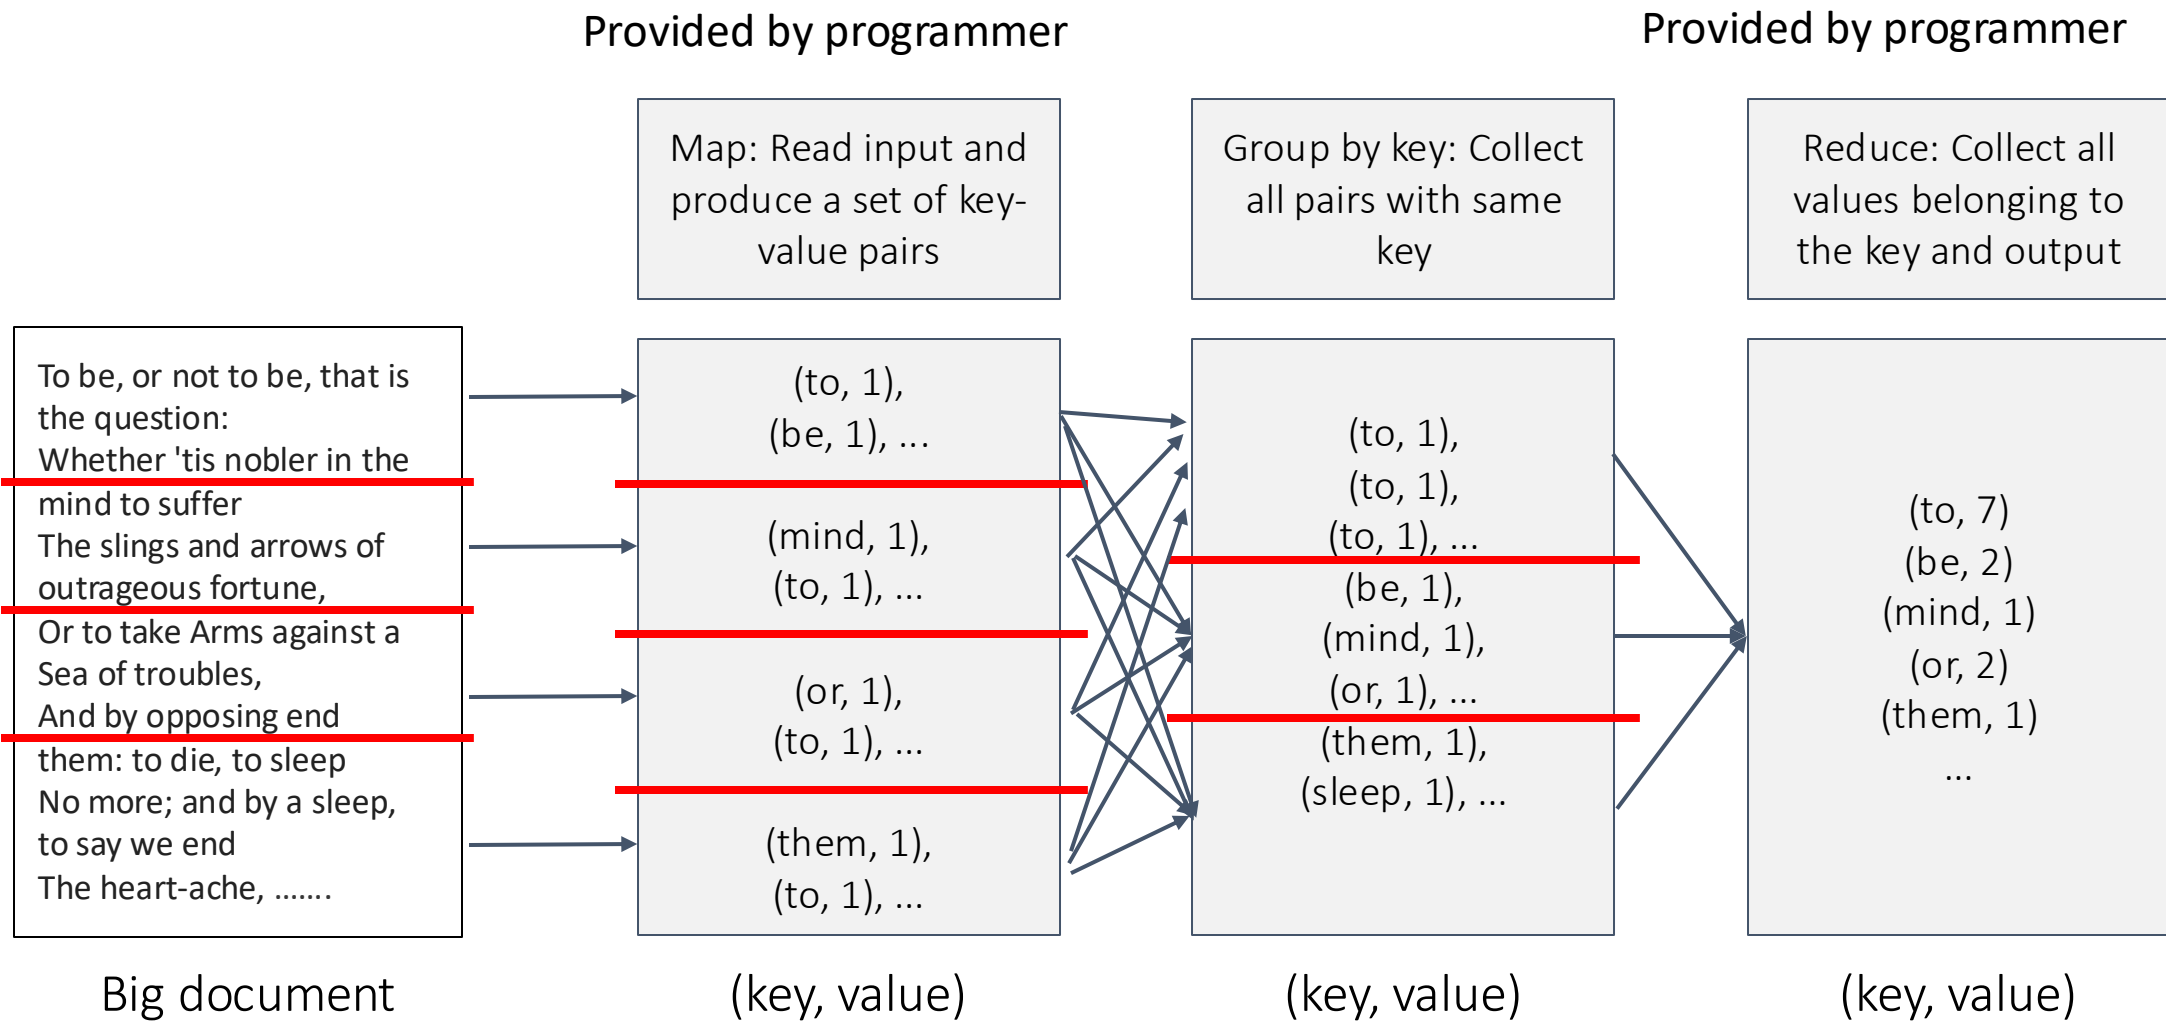 Provided by programmer
Provided by programmer
Map: Read input and
produce a set of key-
value pairs
Group by key: Collect
all pairs with same
key
Reduce: Collect all
values belonging to
the key and output
To be, or not to be, that is
the question:
Whether 'tis nobler in the
mind to suffer
The slings and arrows of
outrageous fortune,
Or to take Arms against a
Sea of troubles,
And by opposing end
them: to die, to sleep
No more; and by a sleep,
to say we end
The heart-ache, .......
(to, 1),
(be, 1), ...
(mind, 1),
(to, 1), ...
(or, 1),
(to, 1), ...
(them, 1),
(to, 1), ...
(to, 1),
(to, 1),
(to, 1), ...
(be, 1),
(mind, 1),
(or, 1), ...
(them, 1),
(sleep, 1), ...
(to, 7)
(be, 2)
(mind, 1)
(or, 2)
(them, 1)
...
Big document
(key, value)
(key, value)
(key, value)